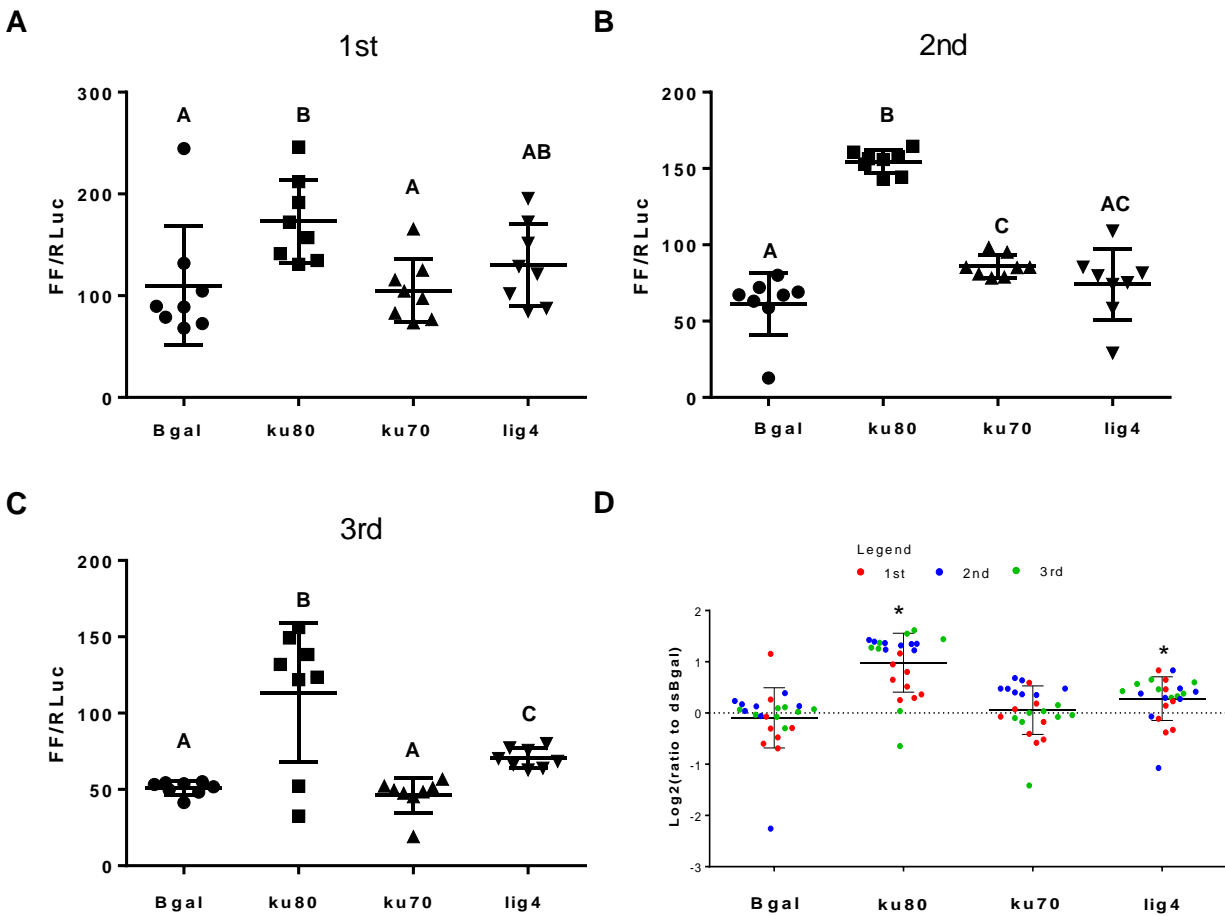 A
1st
FF/RLuc
300
200
100
0
A
B
A
AB
Bgal
ku80
ku70
lig4
B
2nd
FF/RLuc
200
150
100
50
0
A
B
C
AC
Bgal
ku80
ku70
lig4
C
3rd
FF/RLuc
200
150
100
50
0
A
B
A
C
Bgal
ku80
ku70
lig4
D
Legend
1st 2nd 3rd
Log2(ratio to dsBgal)
2
1
0
-1
-2
-3
*
*
Bgal
ku80
ku70
lig4